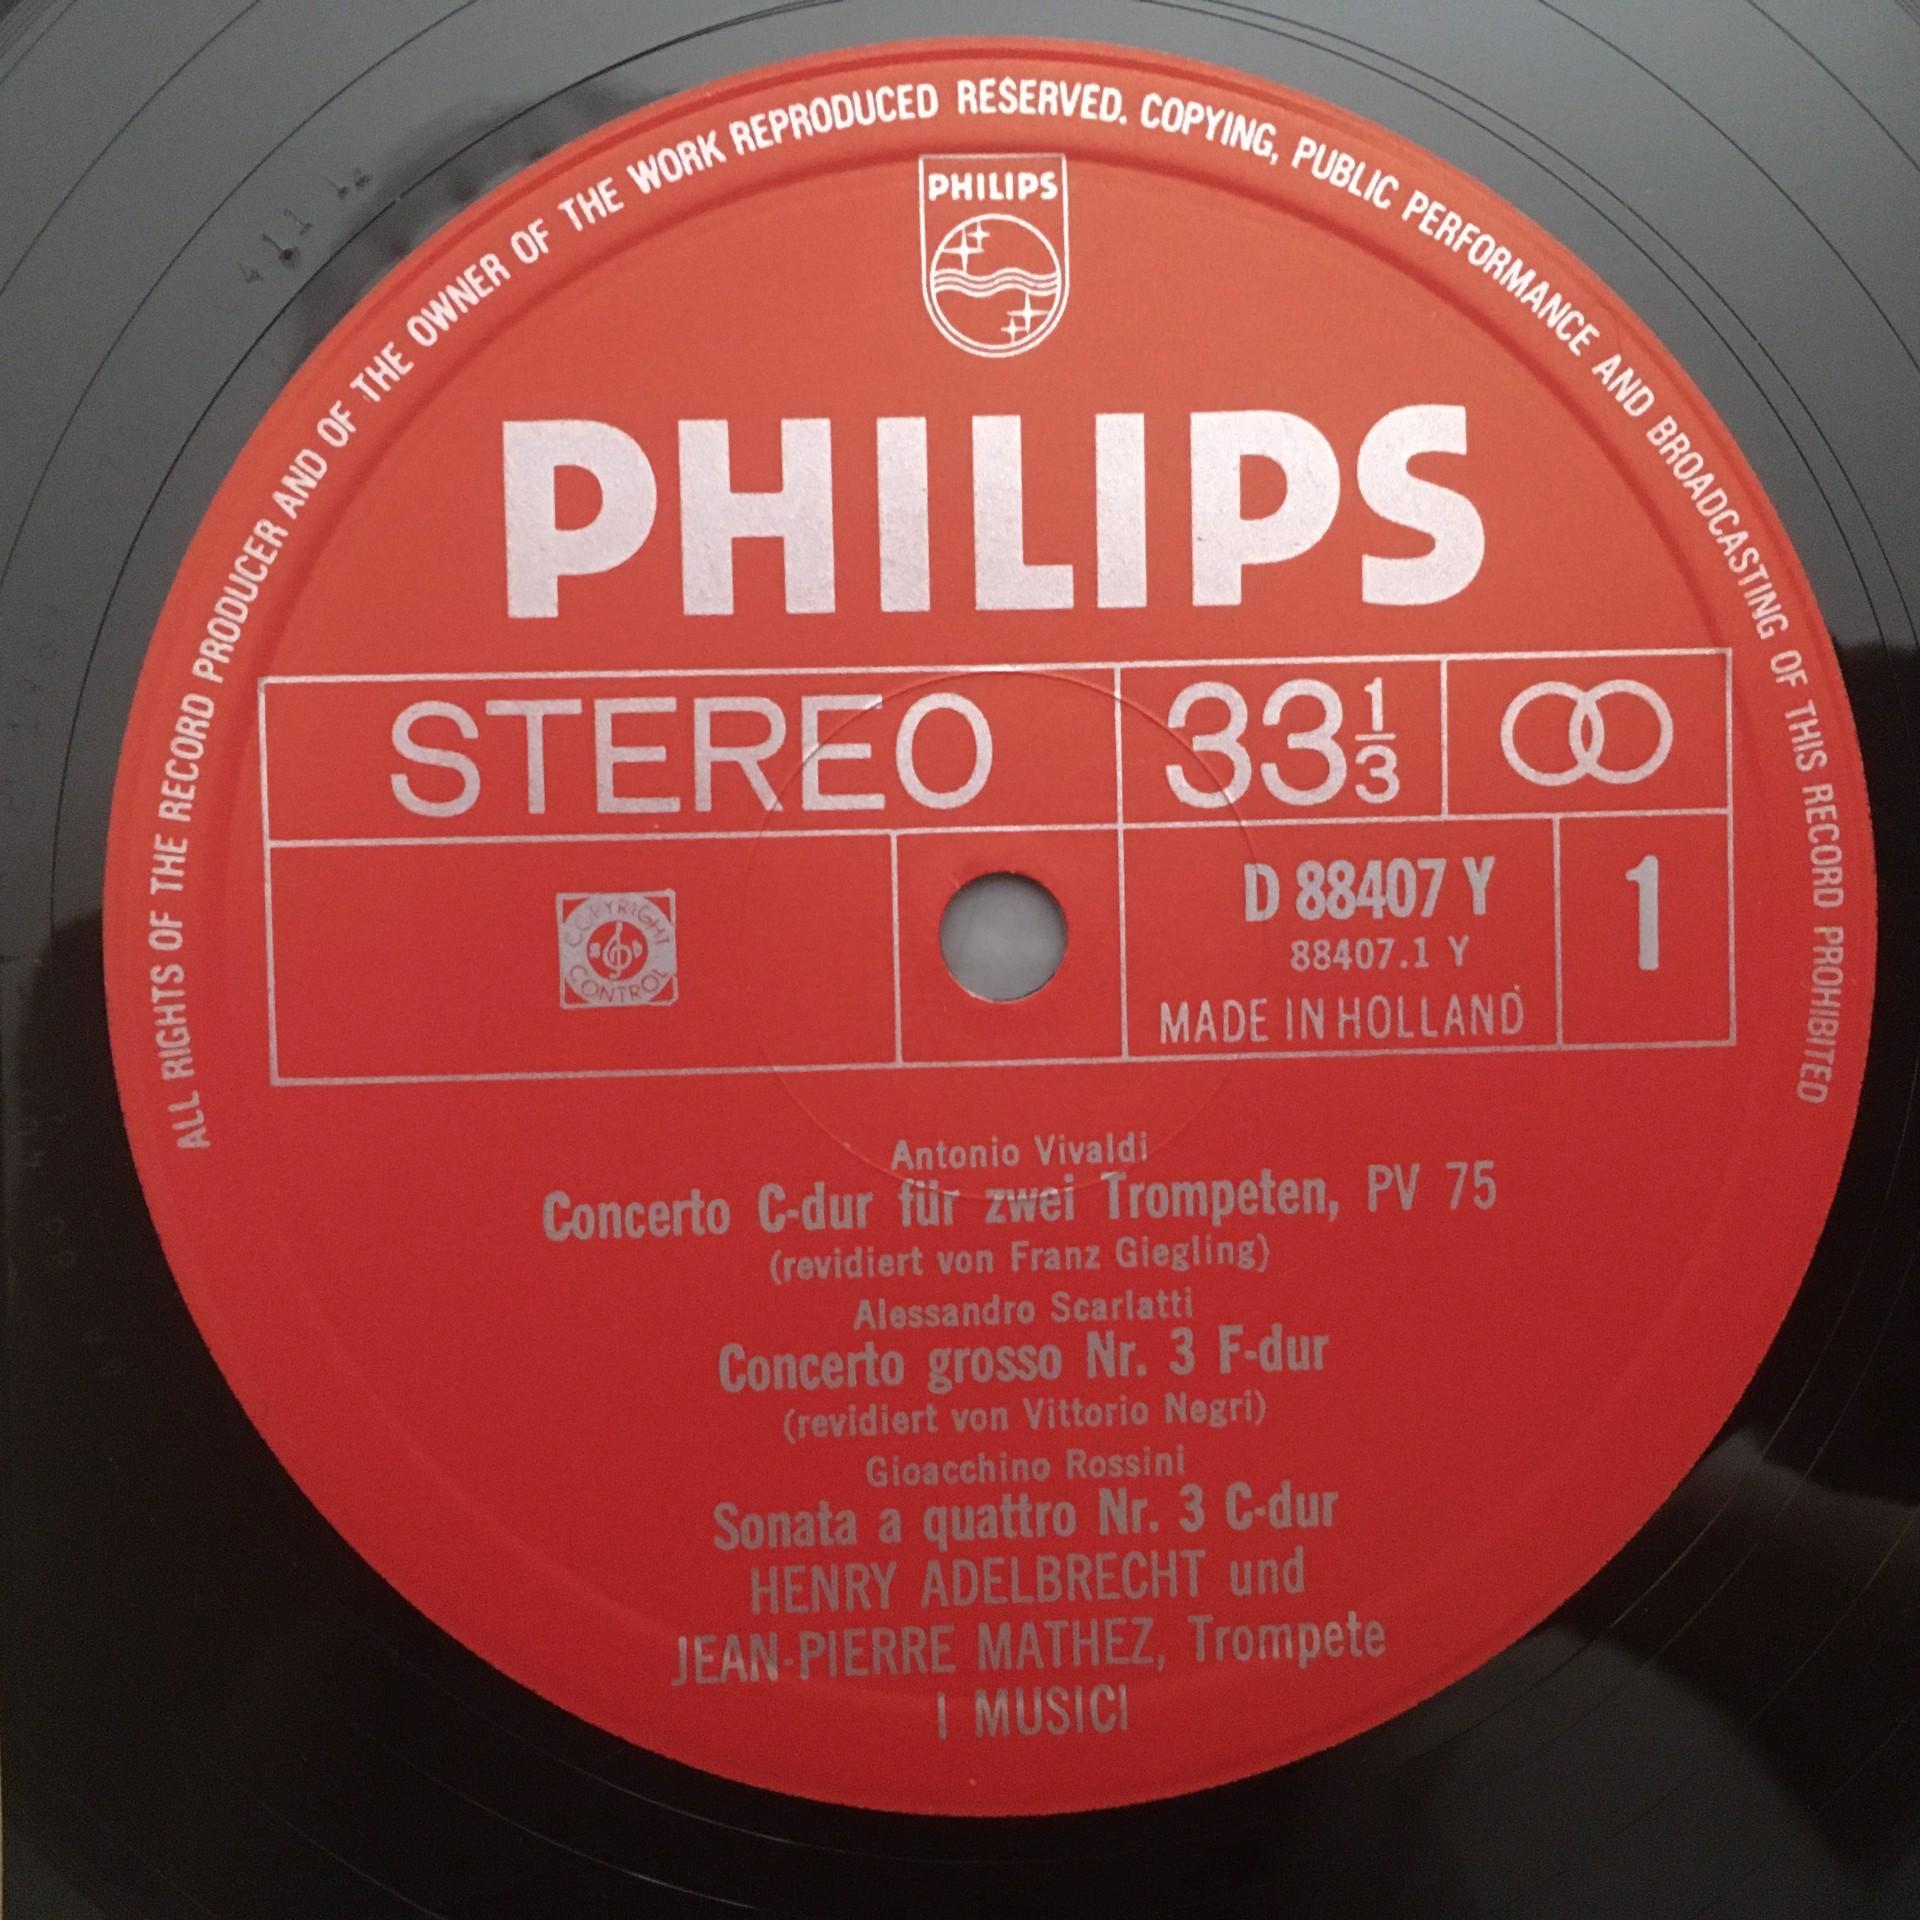 ALL RIGHTS OF THE RECORD PRODUCER AND OF THE OWNER OF THE WORK REPRODUCED RESERVED. COPYING, PUBLIC PERFORMANCE AND BROADCASTING OF THIS RECORD PROHIBITED
PHILIPS
PHILIPS
STEREO
33 1/3
COPYRIGHT
CONTROL
D 88407 Y
88407.1 Y
MADE IN HOLLAND
1
Antonio Vivaldi
Concerto C-dur für zwei Trompeten, PV 75
(revidiert von Franz Giegling)
Alessandro Scarlatti
Concerto grosso Nr. 3 F-dur
(revidiert von Vittorio Negri)
Gioacchino Rossini
Sonata a quattro Nr. 3 C-dur
HENRY ADELBRECHT und
JEAN-PIERRE MATHEZ, Trompete
I MUSICI